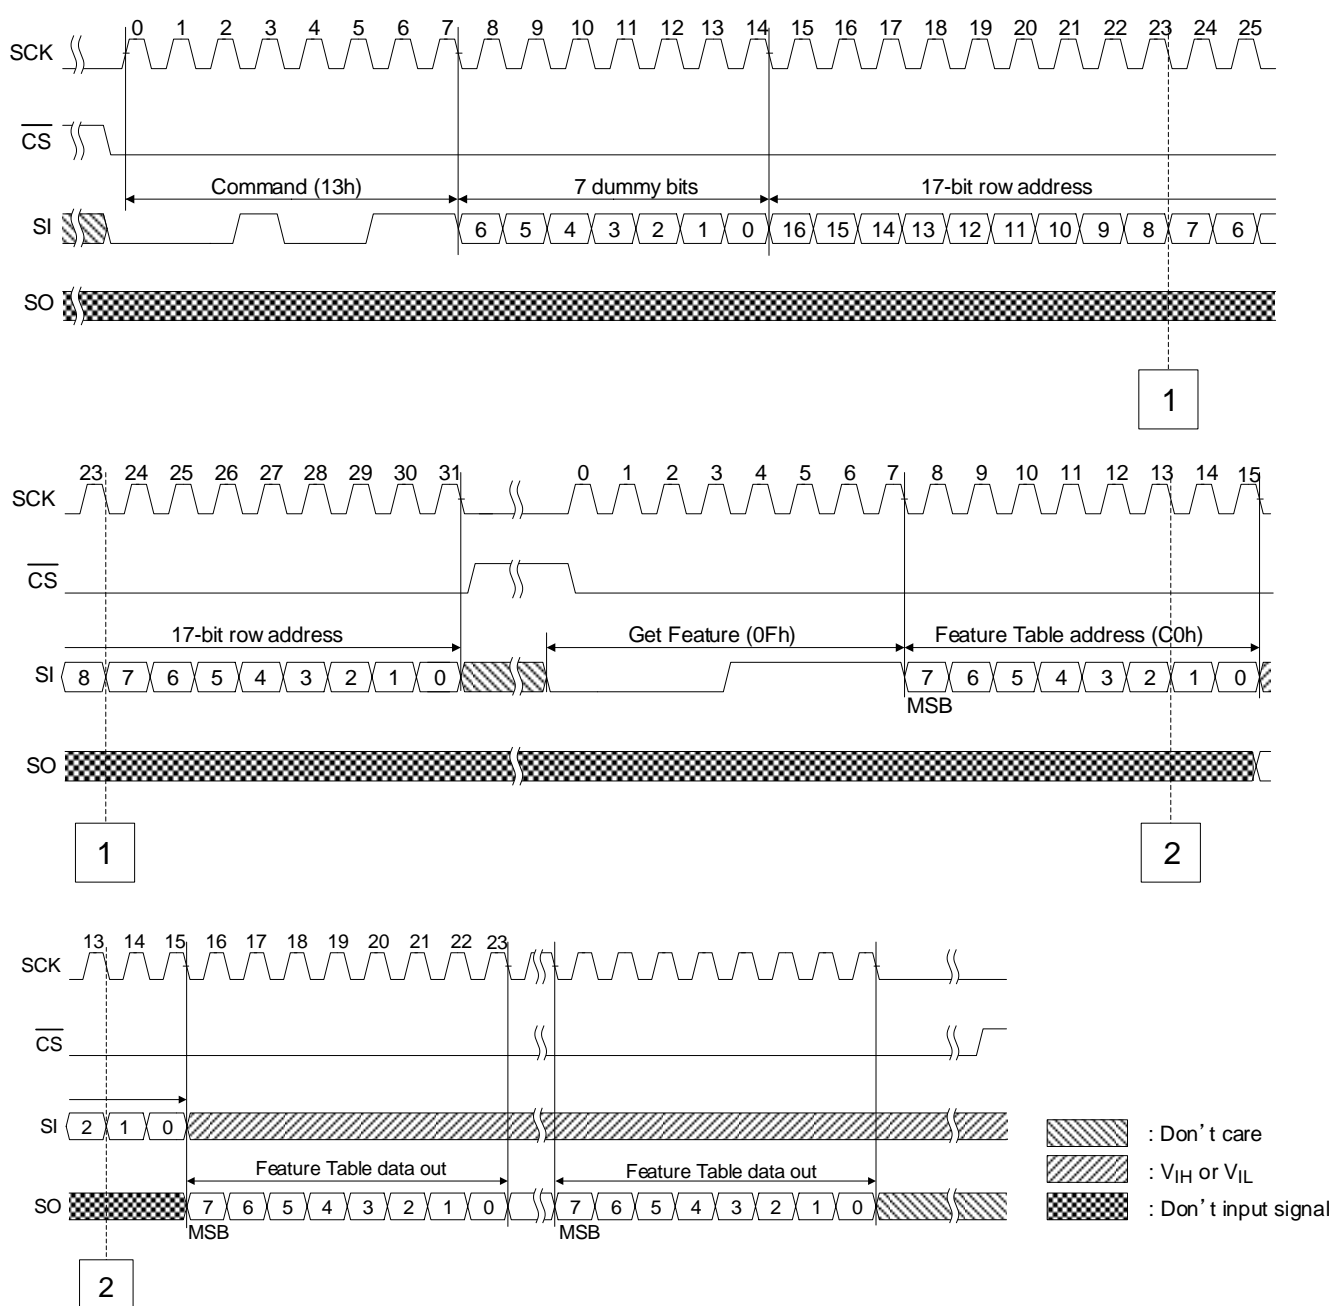 0 1 2 3 4 5 6 7 8 9 10 11 12 13 14 15 16 17 18 19 20 21 22 23 24 25
SCK
CS
Command (13h) 7 dummy bits 17-bit row address
SI 6 5 4 3 2 1 0 16 15 14 13 12 11 10 9 8 7 6
SO
1
23 24 25 26 27 28 29 30 31 0 1 2 3 4 5 6 7 8 9 10 11 12 13 14 15
SCK
CS
17-bit row address Get Feature (0Fh) Feature Table address (C0h)
SI 8 7 6 5 4 3 2 1 0 7 6 5 4 3 2 1 0
MSB
SO
1 2
13 14 15 16 17 18 19 20 21 22 23
SCK
CS
SI 2 1 0
: Don't care
Feature Table data out Feature Table data out
: VIH or VIL
SO 7 6 5 4 3 2 1 0 7 6 5 4 3 2 1 0
: Don't input signal
MSB MSB
2